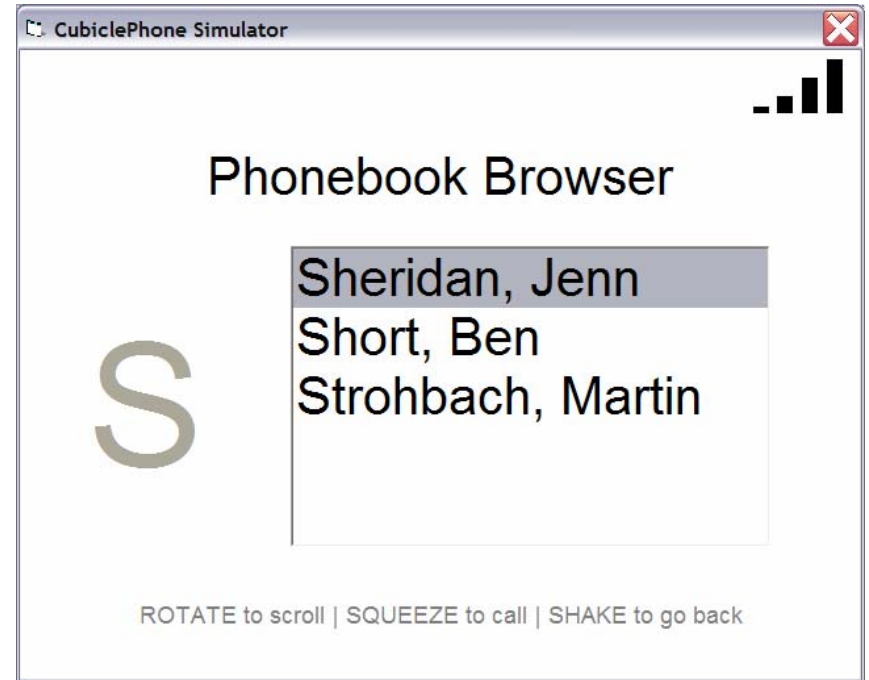 CubiclePhone Simulator
Phonebook Browser
S
Sheridan, Jenn
Short, Ben
Strohbach, Martin
ROTATE to scroll | SQUEEZE to call | SHAKE to go back